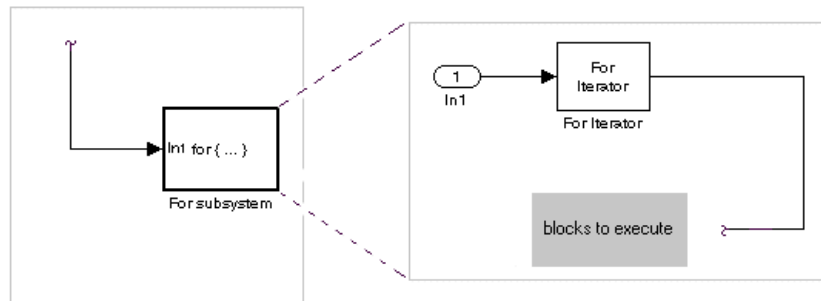 In1 for { ... }
For subsystem
1
In1
For
Iterator
For Iterator
blocks to execute